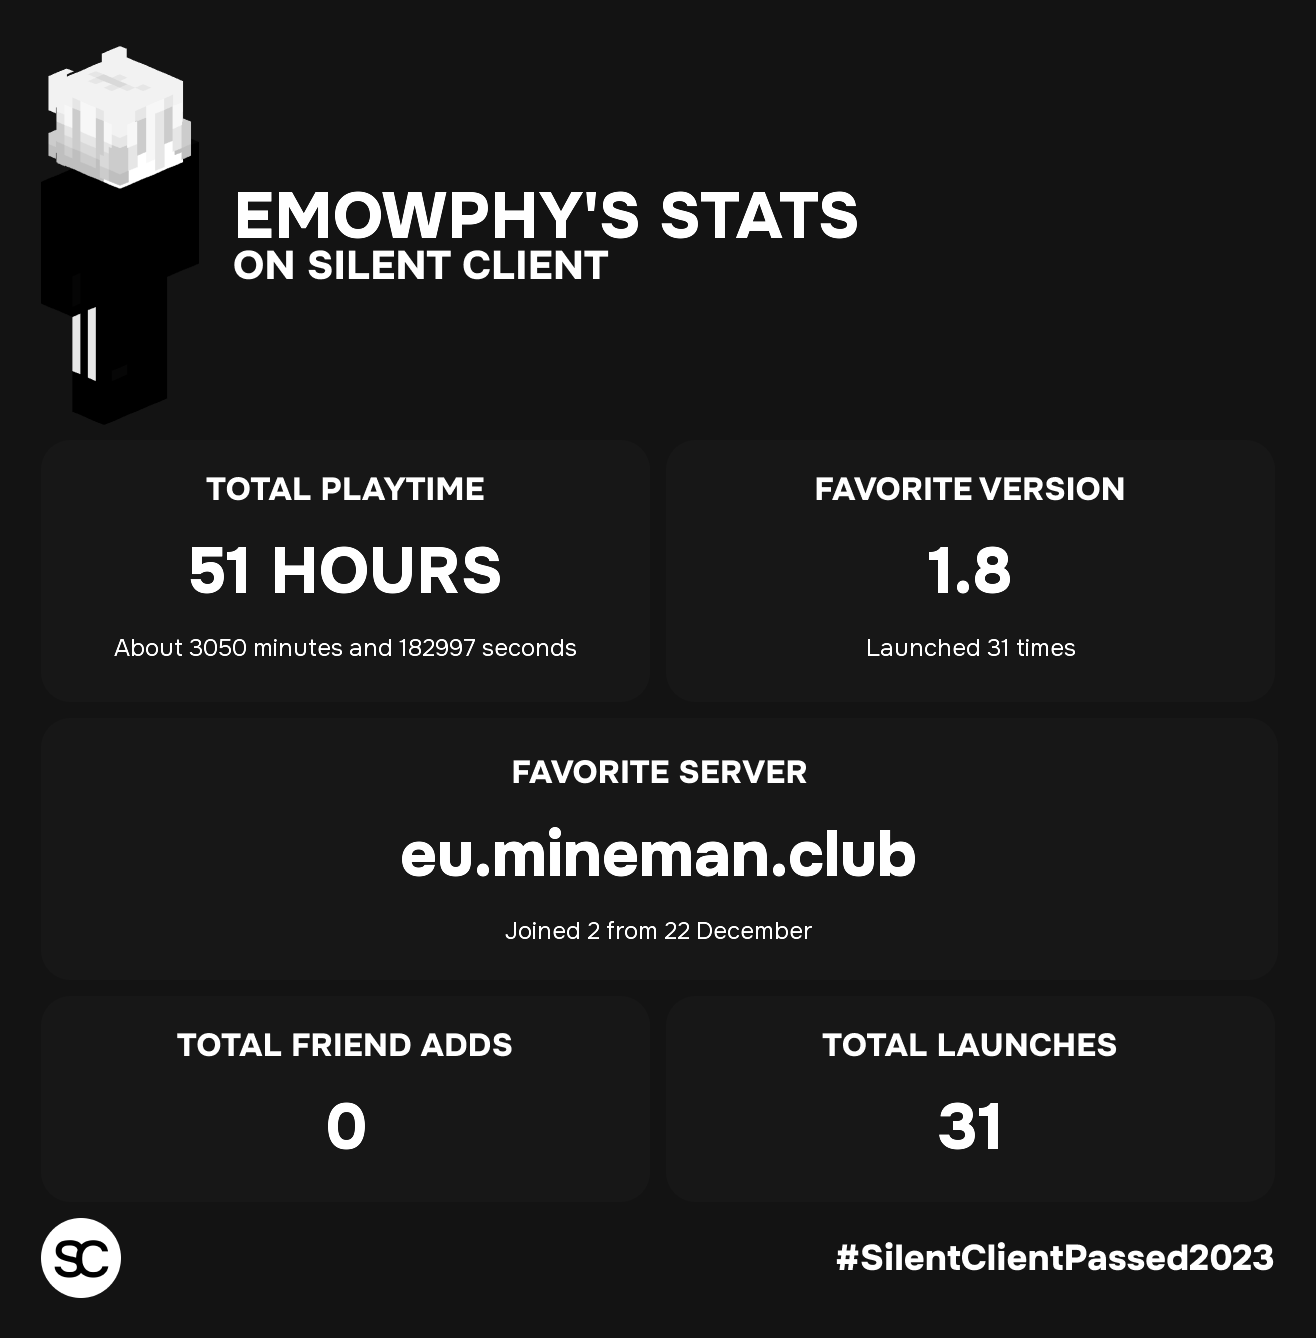 EMOWPHY'S STATS
ON SILENT CLIENT
TOTAL PLAYTIME
51 HOURS
About 3050 minutes and 182997 seconds
FAVORITE VERSION
1.8
Launched 31 times
FAVORITE SERVER
eu.mineman.club
Joined 2 from 22 December
TOTAL FRIEND ADDS
0
TOTAL LAUNCHES
31
SC
#SilentClientPassed2023